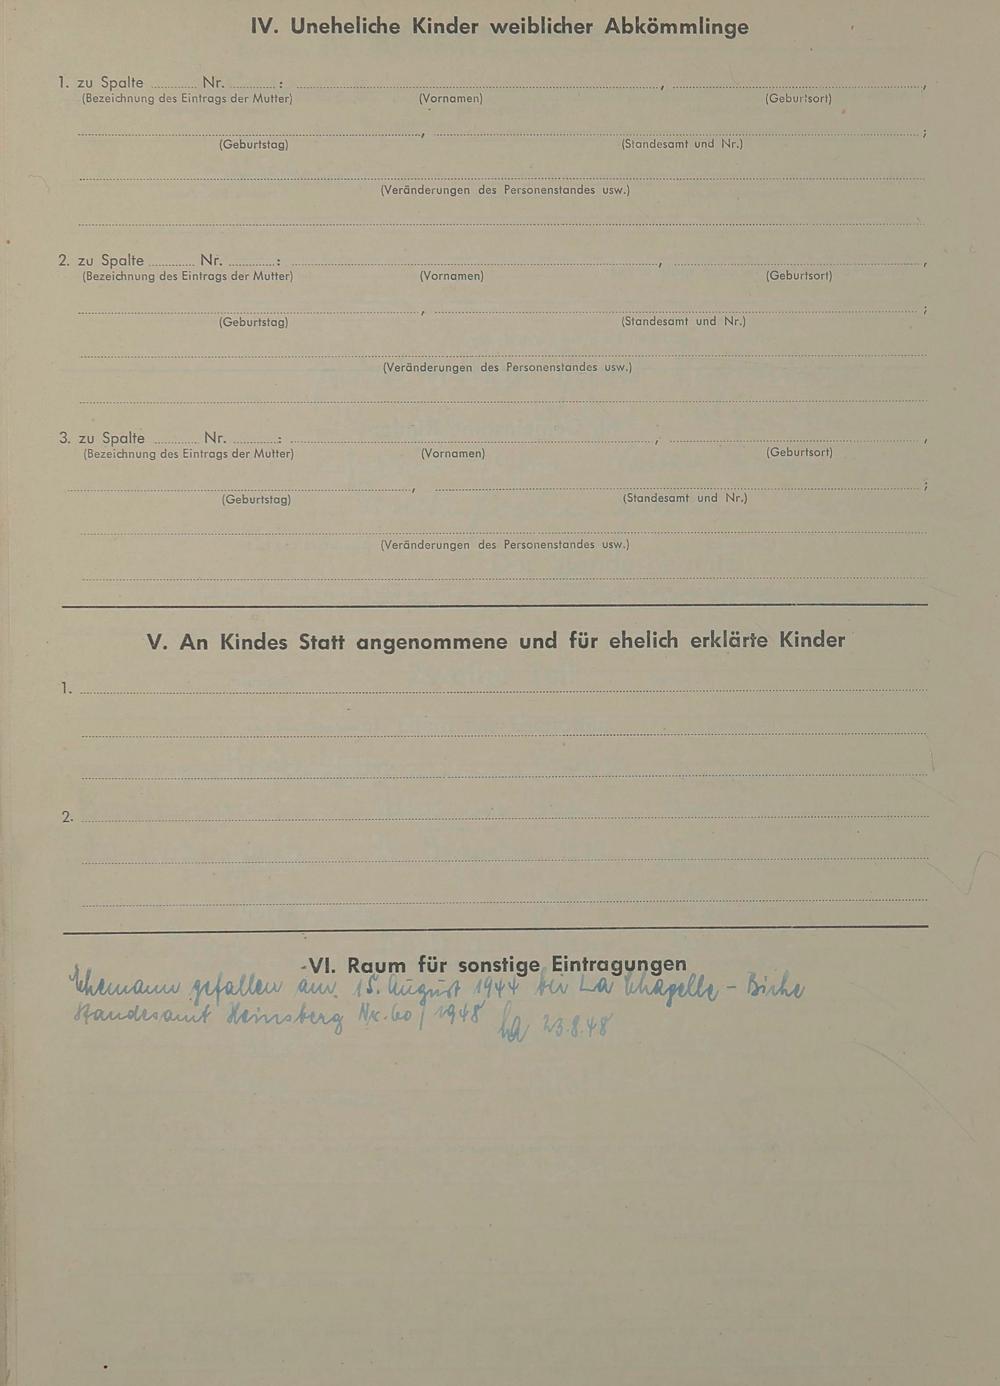 IV. Uneheliche Kinder weiblicher Abkömmlinge
1. zu Spalte ............ Nr. ............ : ............ , ............ ,
(Bezeichnung des Eintrags der Mutter) (Vornamen) (Geburtsort)
............ , ............ ;
(Geburtstag) (Standesamt und Nr.)
(Veränderungen des Personenstandes usw.)
2. zu Spalte ............ Nr. ............ : ............ , ............ ,
(Bezeichnung des Eintrags der Mutter) (Vornamen) (Geburtsort)
............ , ............ ;
(Geburtstag) (Standesamt und Nr.)
(Veränderungen des Personenstandes usw.)
3. zu Spalte ............ Nr. ............ : ............ , ............ ,
(Bezeichnung des Eintrags der Mutter) (Vornamen) (Geburtsort)
............ , ............ ;
(Geburtstag) (Standesamt und Nr.)
(Veränderungen des Personenstandes usw.)
V. An Kindes Statt angenommene und für ehelich erklärte Kinder
1.
2.
VI. Raum für sonstige Eintragungen
Ehemann gefallen am 15. August 1944 bei La Chapelle - Biche
Standesamt Heinsberg Nr. 60/1948 23.8.48